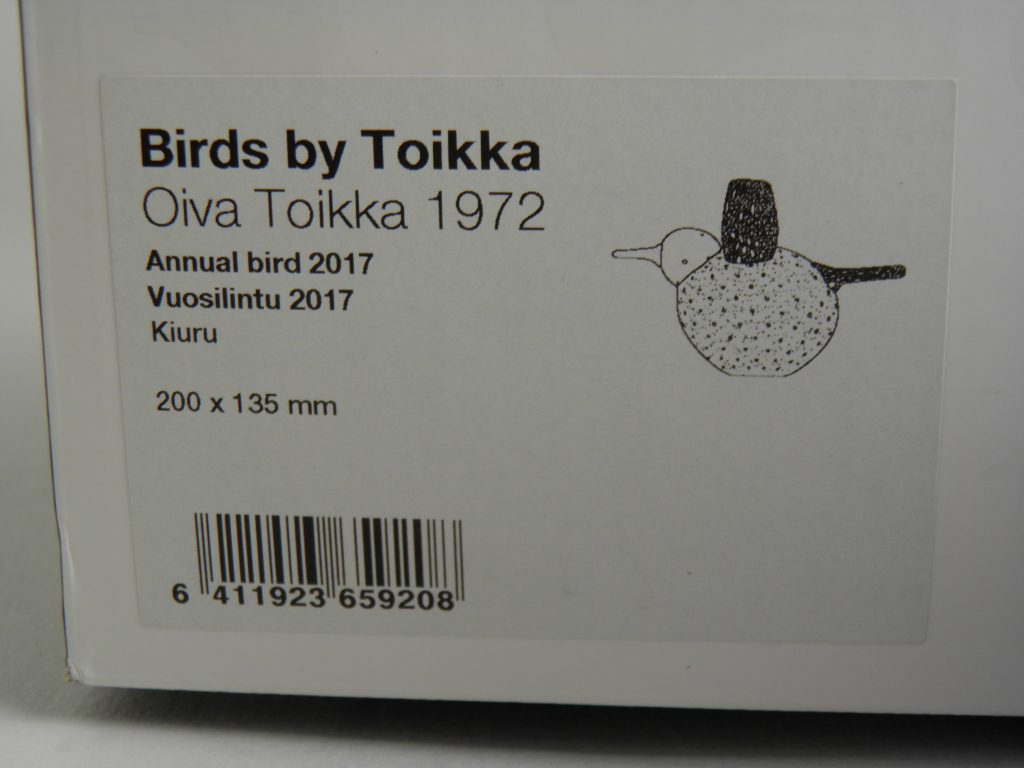 Birds by Toikka
Oiva Toikka 1972
Annual bird 2017
Vuosilintu 2017
Kiuru
200 x 135 mm
6 411923 659208